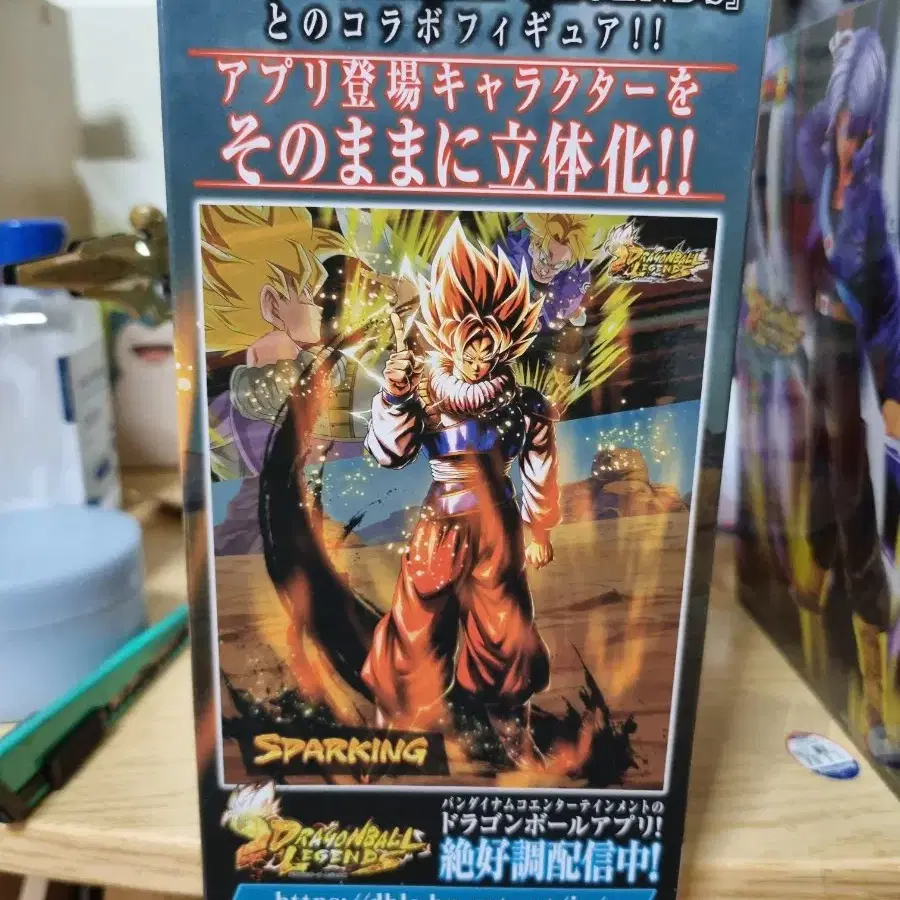 とのコラボフィギュア!!
アプリ登場キャラクターを
そのままに立体化!!
DRAGONBALL
LEGENDS
SPARKING
DRAGONBALL
LEGENDS
バンダイナムコエンターテインメントの
ドラゴンボールアプリ!
絶好調配信中!